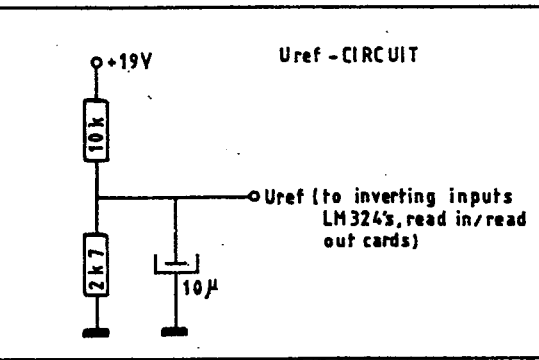 +19V
Uref - CIRCUIT
10k
Uref (to inverting inputs
LM324's, read in/read
out cards)
2k7
10µ